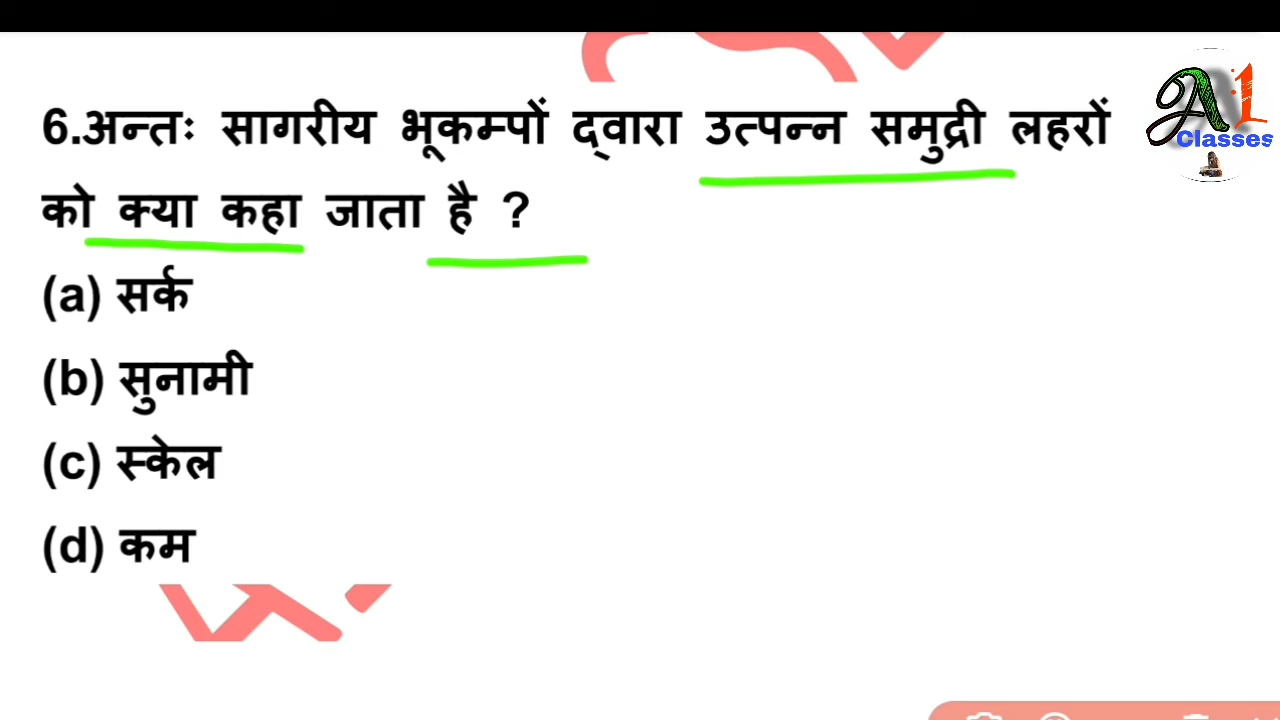 6.अन्तः सागरीय भूकम्पों द्वारा उत्पन्न समुद्री लहरों
को क्या कहा जाता है ?
(a) सर्क
(b) सुनामी
(c) स्केल
(d) कम
A1
Classes